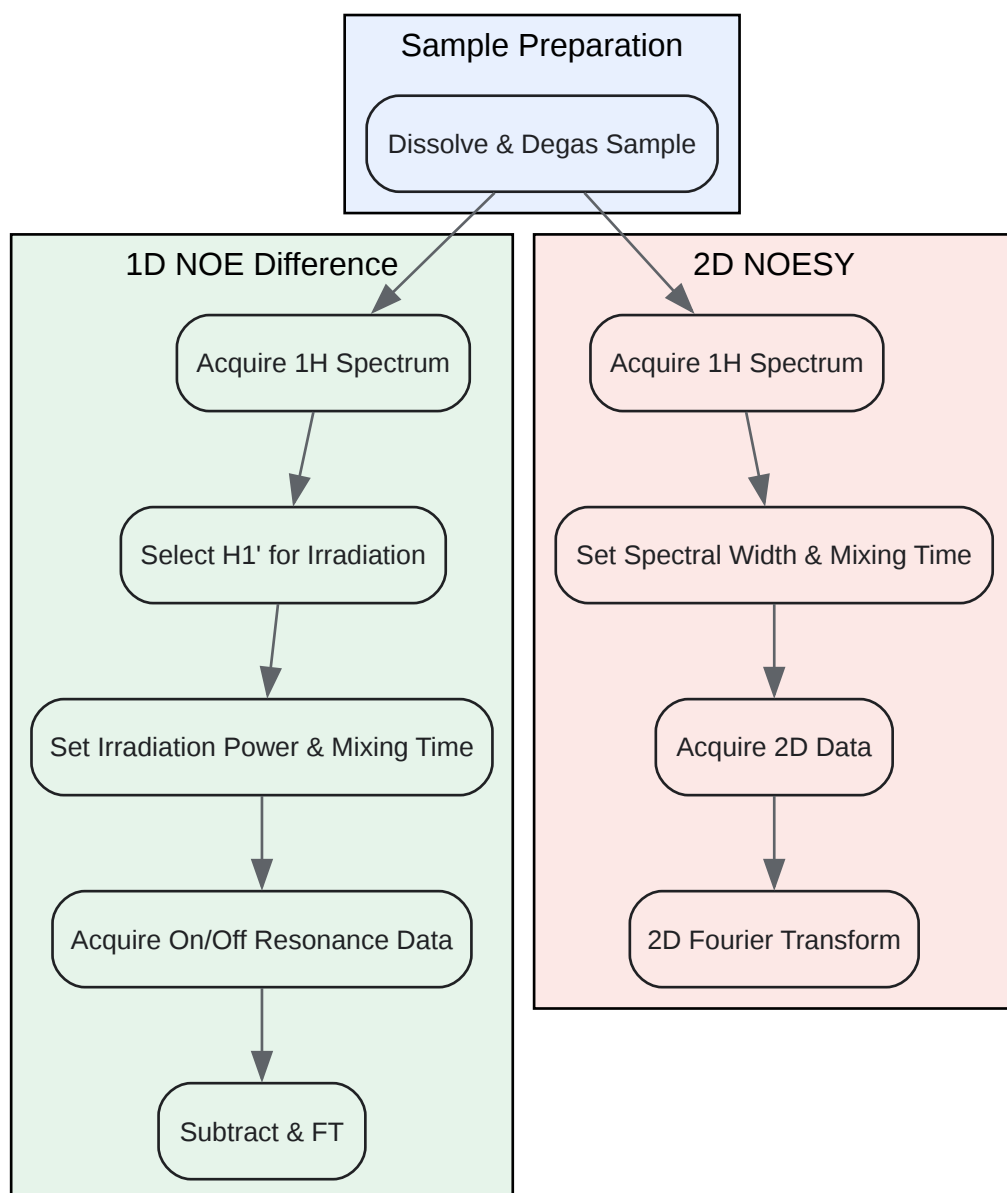 Sample Preparation
Dissolve & Degas Sample
1D NOE Difference
Acquire 1H Spectrum
Select H1' for Irradiation
Set Irradiation Power & Mixing Time
Acquire On/Off Resonance Data
Subtract & FT
2D NOESY
Acquire 1H Spectrum
Set Spectral Width & Mixing Time
Acquire 2D Data
2D Fourier Transform